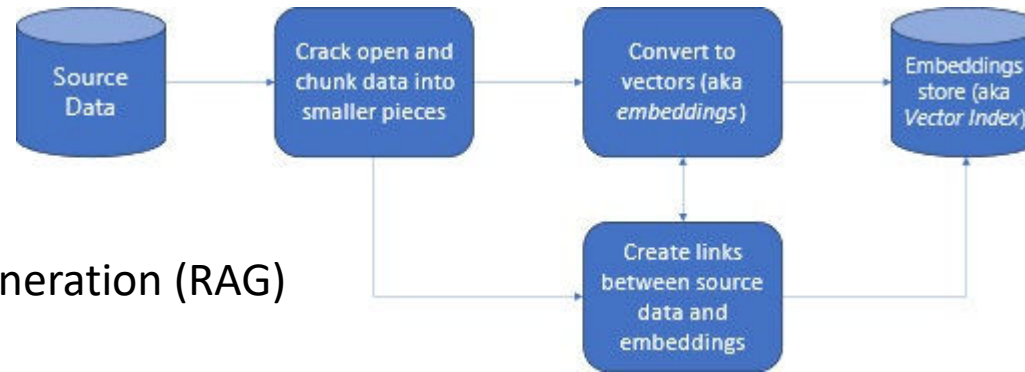 Source
Data
Crack open and
chunk data into
smaller pieces
Convert to
vectors (aka
embeddings)
Embeddings
store (aka
Vector Index)
Create links
between source
data and
embeddings
neration (RAG)